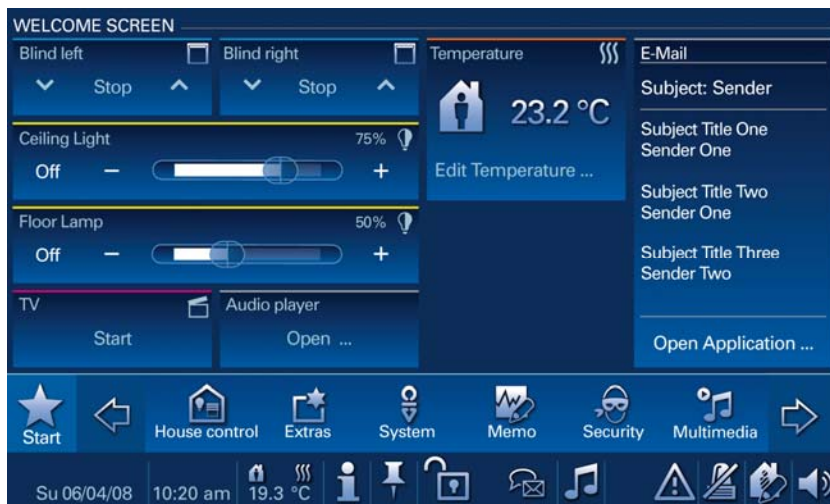 WELCOME SCREEN
Blind left
Stop
Blind right
Stop
Temperature
23.2 °C
Edit Temperature ...
Ceiling Light
75%
Off
Floor Lamp
50%
Off
TV
Start
Audio player
Open ...
E-Mail
Subject: Sender
Subject Title One
Sender One
Subject Title Two
Sender One
Subject Title Three
Sender Two
Open Application ...
Start
House control
Extras
System
Memo
Security
Multimedia
Su 06/04/08
10:20 am
19.3 °C